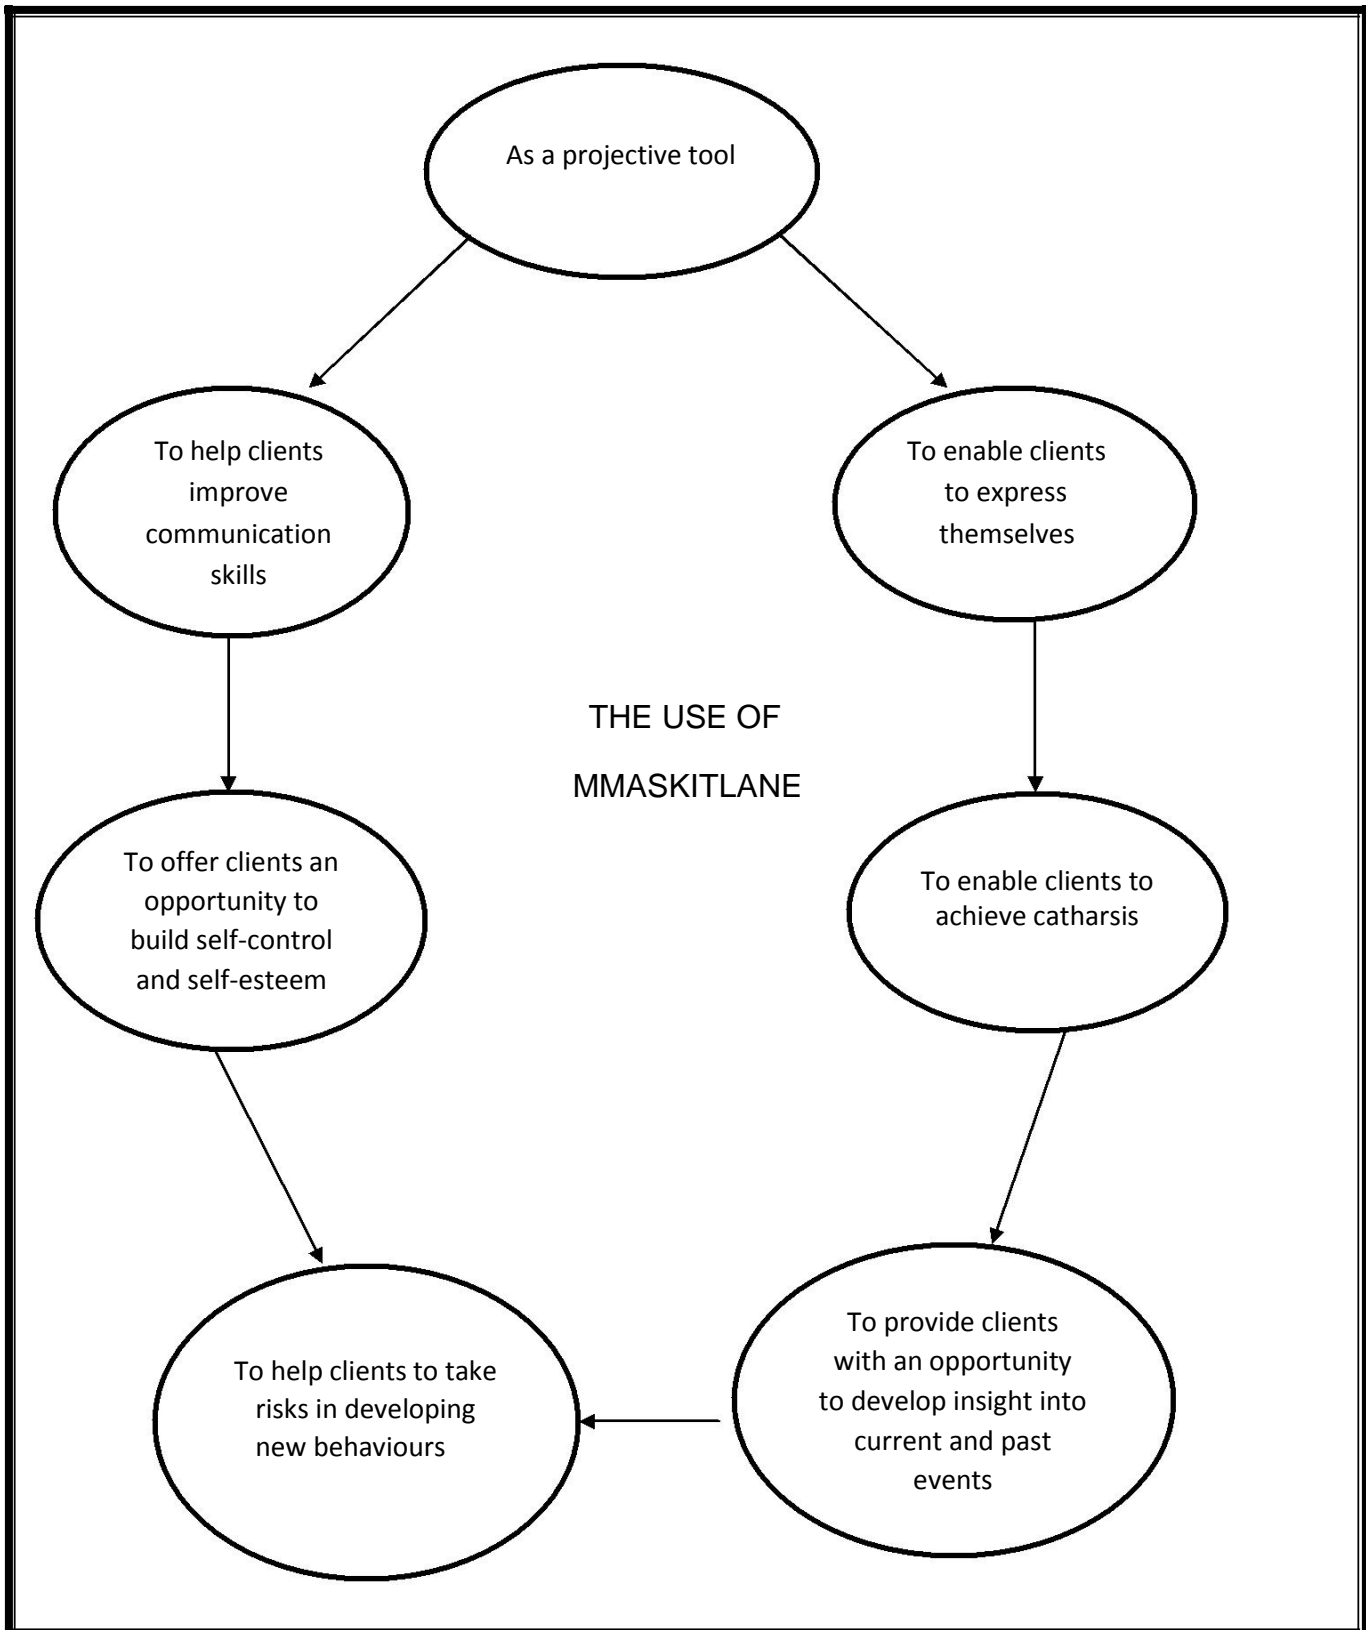 As a projective tool
To help clients
improve
communication
skills
To enable clients
to express
themselves
THE USE OF
MMASKITLANE
To offer clients an
opportunity to
build self-control
and self-esteem
To enable clients to
achieve catharsis
To help clients to take
risks in developing
new behaviours
To provide clients
with an opportunity
to develop insight into
current and past
events